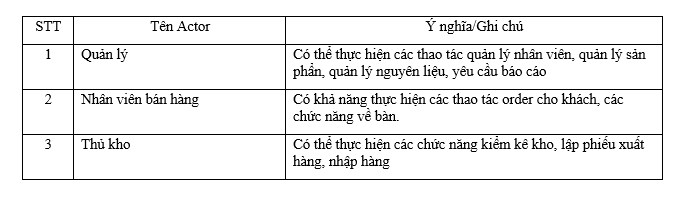 STT Tên Actor Ý nghĩa/Ghi chú
1 Quản lý Có thể thực hiện các thao tác quản lý nhân viên, quản lý sản
phẩn, quản lý nguyên liệu, yêu cầu báo cáo
2 Nhân viên bán hàng Có khả năng thực hiện các thao tác order cho khách, các
chức năng về bàn.
3 Thủ kho Có thể thực hiện các chức năng kiểm kê kho, lập phiếu xuất
hàng, nhập hàng